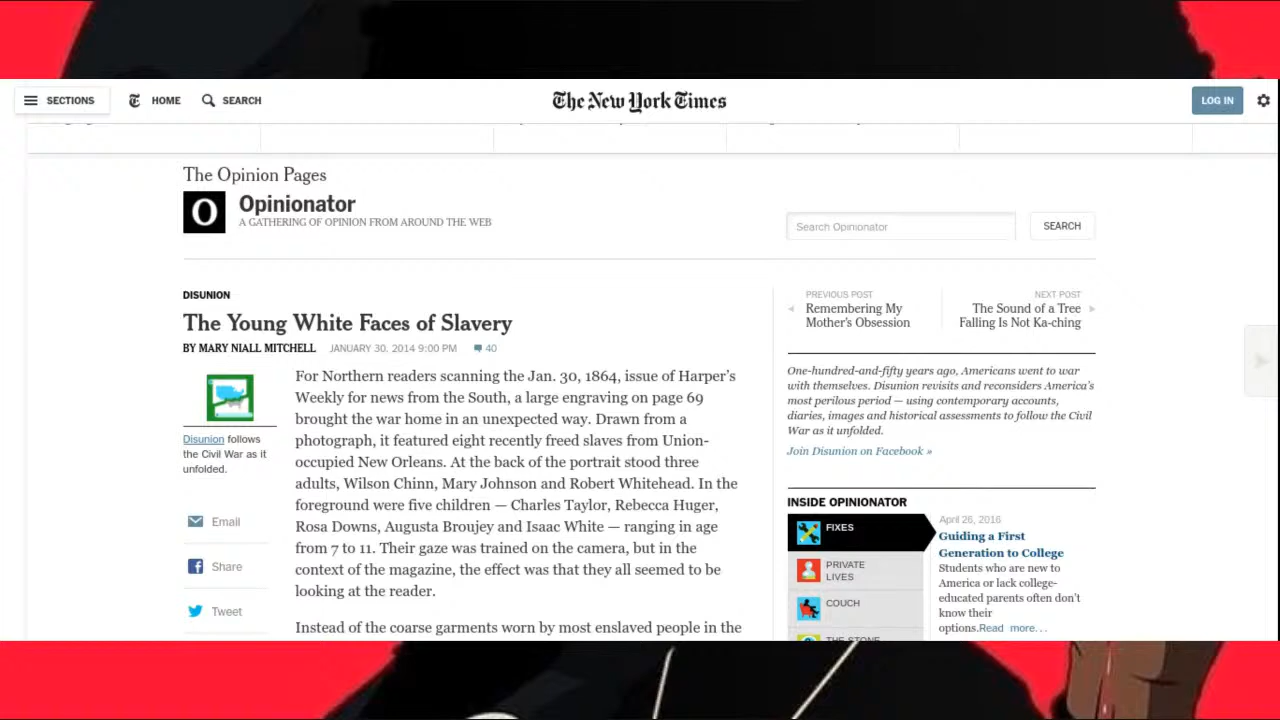 SECTIONS
HOME
SEARCH
The New York Times
LOG IN
The Opinion Pages
O
Opinionator
A GATHERING OF OPINION FROM AROUND THE WEB
Search Opinionator
SEARCH
DISUNION
The Young White Faces of Slavery
BY MARY NIALL MITCHELL JANUARY 30, 2014 9:00 PM 40
Disunion follows
the Civil War as it
unfolded.
Email
Share
Tweet
For Northern readers scanning the Jan. 30, 1864, issue of Harper's
Weekly for news from the South, a large engraving on page 69
brought the war home in an unexpected way. Drawn from a
photograph, it featured eight recently freed slaves from Union-
occupied New Orleans. At the back of the portrait stood three
adults, Wilson Chinn, Mary Johnson and Robert Whitehead. In the
foreground were five children — Charles Taylor, Rebecca Huger,
Rosa Downs, Augusta Broujey and Isaac White — ranging in age
from 7 to 11. Their gaze was trained on the camera, but in the
context of the magazine, the effect was that they all seemed to be
looking at the reader.
Instead of the coarse garments worn by most enslaved people in the
PREVIOUS POST
Remembering My
Mother's Obsession
NEXT POST
The Sound of a Tree
Falling Is Not Ka-ching
One-hundred-and-fifty years ago, Americans went to war
with themselves. Disunion revisits and reconsiders America's
most perilous period — using contemporary accounts,
diaries, images and historical assessments to follow the Civil
War as it unfolded.
Join Disunion on Facebook »
INSIDE OPINIONATOR
FIXES
PRIVATE
LIVES
COUCH
THE STONE
April 26, 2016
Guiding a First
Generation to College
Students who are new to
America or lack college-
educated parents often don't
know their
options.Read more...